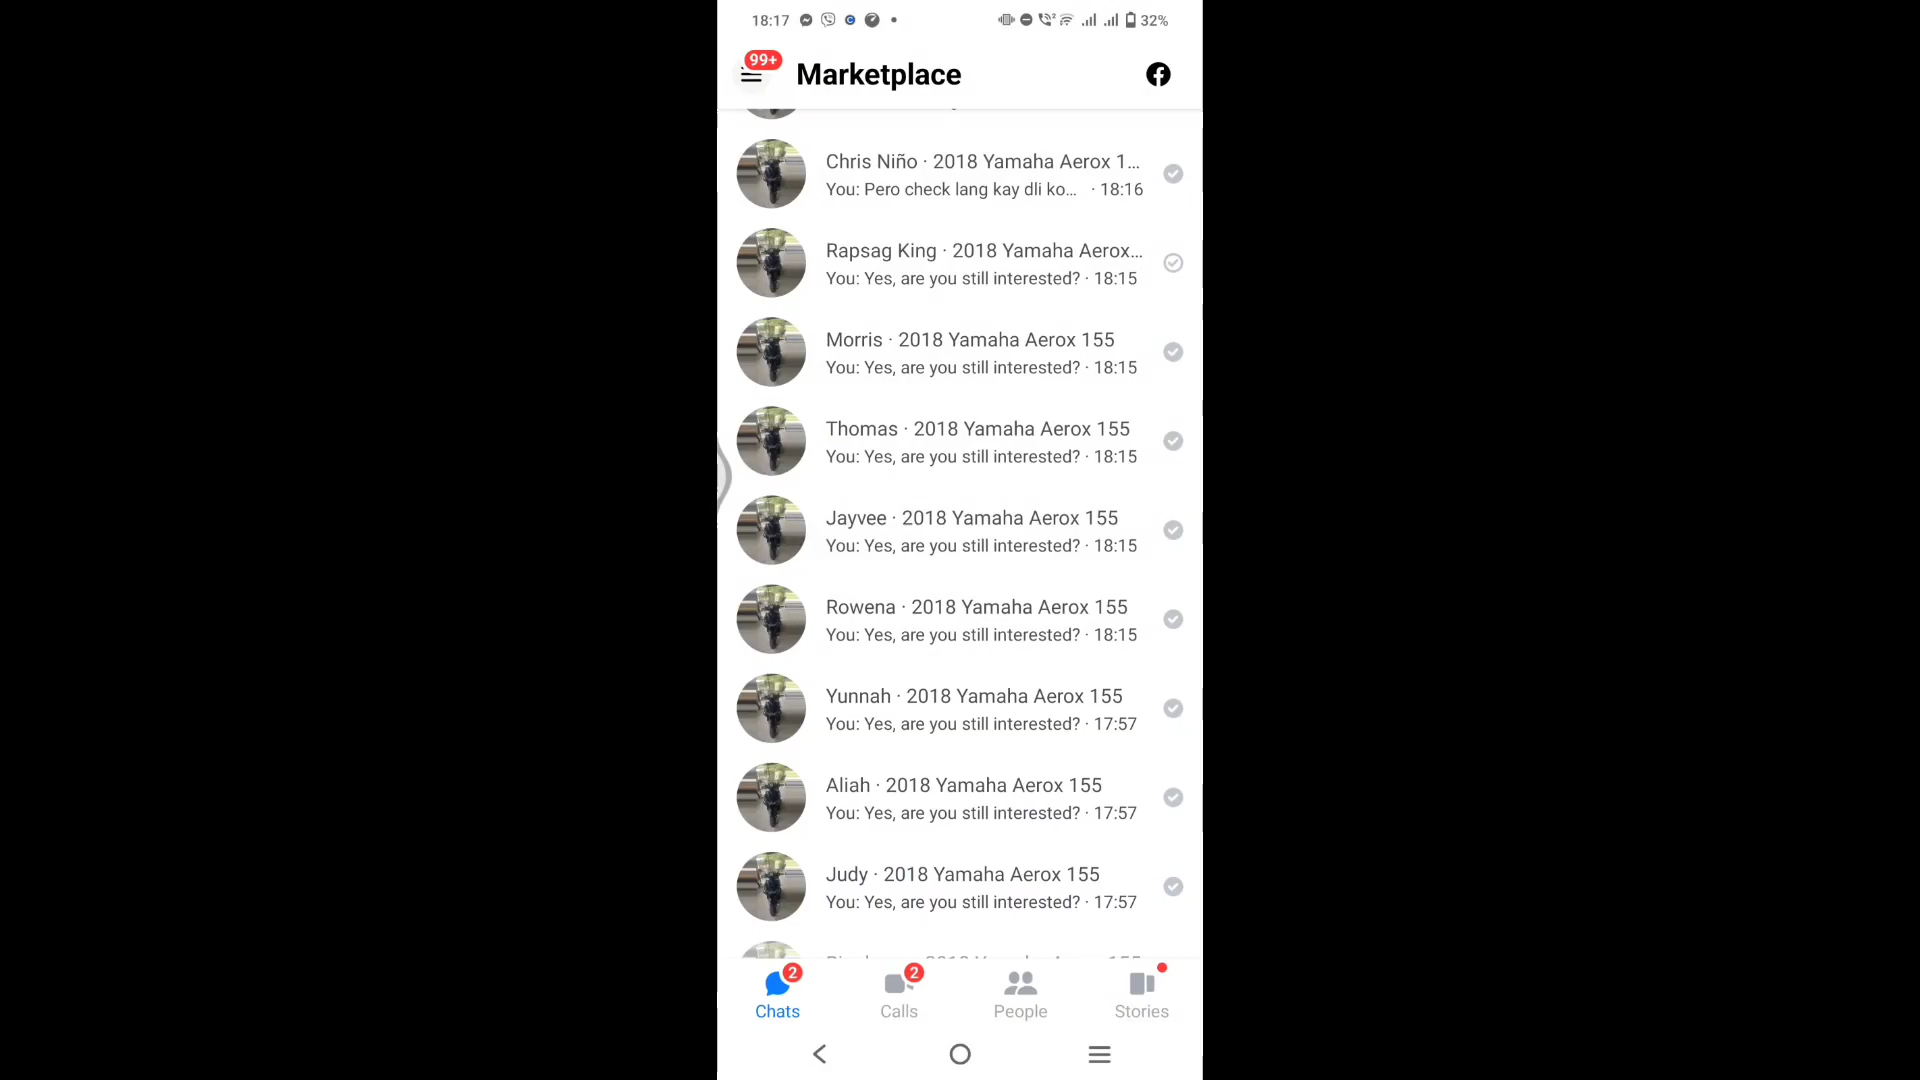 18:17
32%
99+
Marketplace
Chris Niño · 2018 Yamaha Aerox 1...
You: Pero check lang kay dli ko... · 18:16
Rapsag King · 2018 Yamaha Aerox...
You: Yes, are you still interested? · 18:15
Morris · 2018 Yamaha Aerox 155
You: Yes, are you still interested? · 18:15
Thomas · 2018 Yamaha Aerox 155
You: Yes, are you still interested? · 18:15
Jayvee · 2018 Yamaha Aerox 155
You: Yes, are you still interested? · 18:15
Rowena · 2018 Yamaha Aerox 155
You: Yes, are you still interested? · 18:15
Yunnah · 2018 Yamaha Aerox 155
You: Yes, are you still interested? · 17:57
Aliah · 2018 Yamaha Aerox 155
You: Yes, are you still interested? · 17:57
Judy · 2018 Yamaha Aerox 155
You: Yes, are you still interested? · 17:57
2
2
Chats
Calls
People
Stories